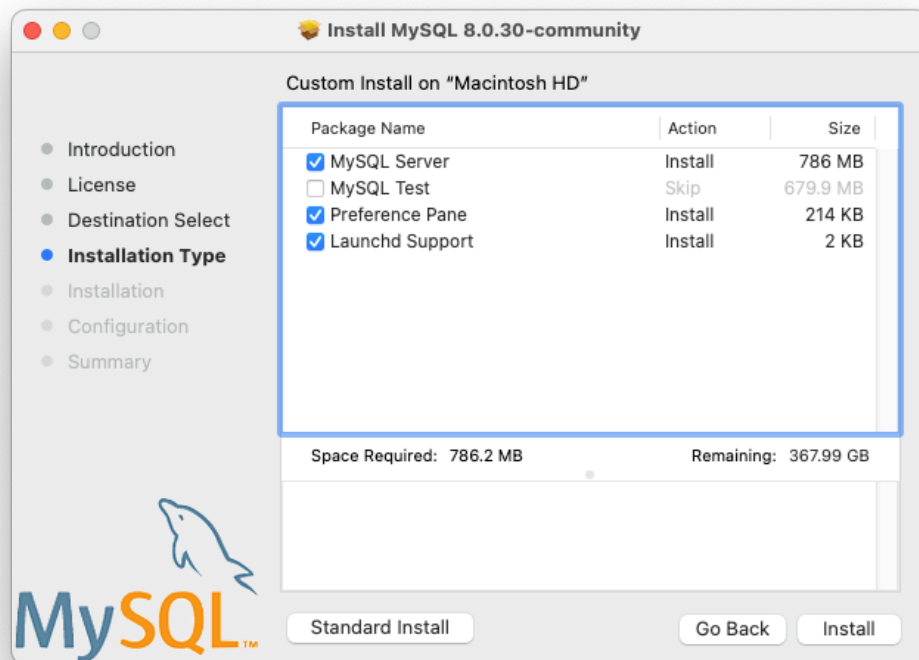 Install MySQL 8.0.30-community
Custom Install on “Macintosh HD”
Introduction
License
Destination Select
Installation Type
Installation
Configuration
Summary
Package Name Action Size
MySQL Server Install 786 MB
MySQL Test Skip 679.9 MB
Preference Pane Install 214 KB
Launchd Support Install 2 KB
Space Required: 786.2 MB Remaining: 367.99 GB
MySQL™
Standard Install Go Back Install